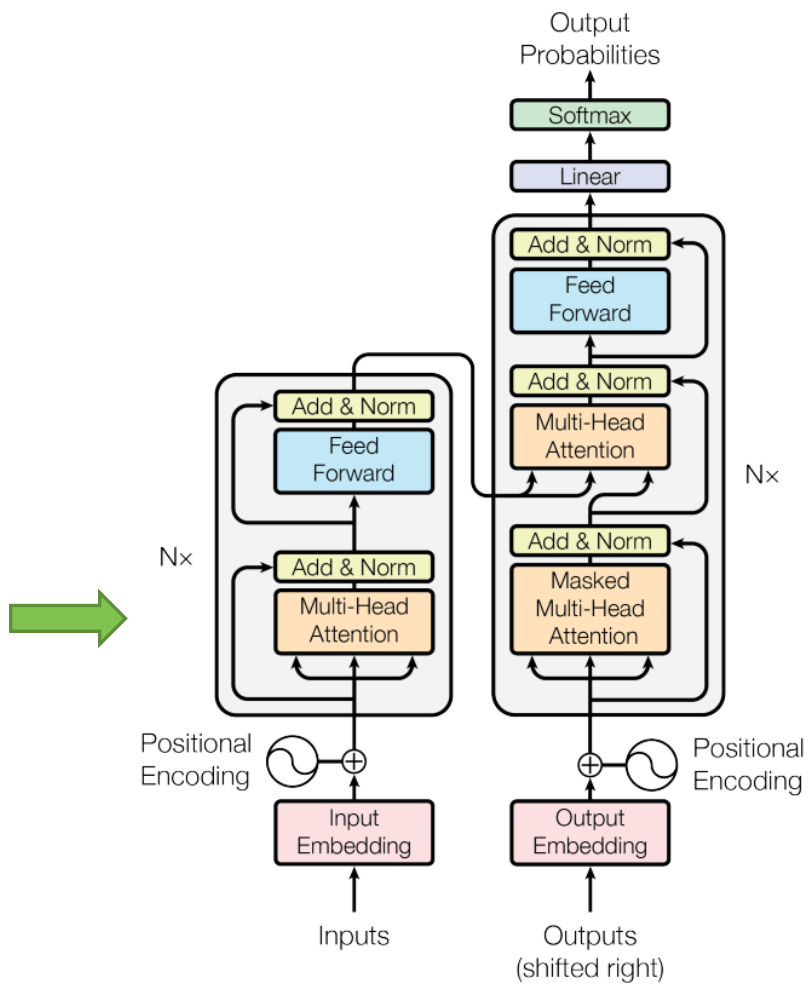 Output
Probabilities
Softmax
Linear
Add & Norm
Feed
Forward
Add & Norm
Multi-Head
Attention
Add & Norm
Masked
Multi-Head
Attention
Nx
Add & Norm
Feed
Forward
Add & Norm
Multi-Head
Attention
Nx
Positional
Encoding
Input
Embedding
Inputs
Positional
Encoding
Output
Embedding
Outputs
(shifted right)